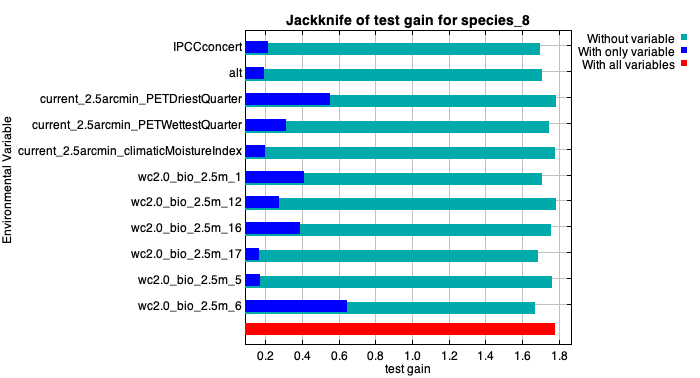 Jackknife of test gain for species_8
Without variable
With only variable
With all variables
Environmental Variable
IPCCconcert
alt
current_2.5arcmin_PETDriestQuarter
current_2.5arcmin_PETWettestQuarter
current_2.5arcmin_climaticMoistureIndex
wc2.0_bio_2.5m_1
wc2.0_bio_2.5m_12
wc2.0_bio_2.5m_16
wc2.0_bio_2.5m_17
wc2.0_bio_2.5m_5
wc2.0_bio_2.5m_6
0.2 0.4 0.6 0.8 1.0 1.2 1.4 1.6 1.8
test gain